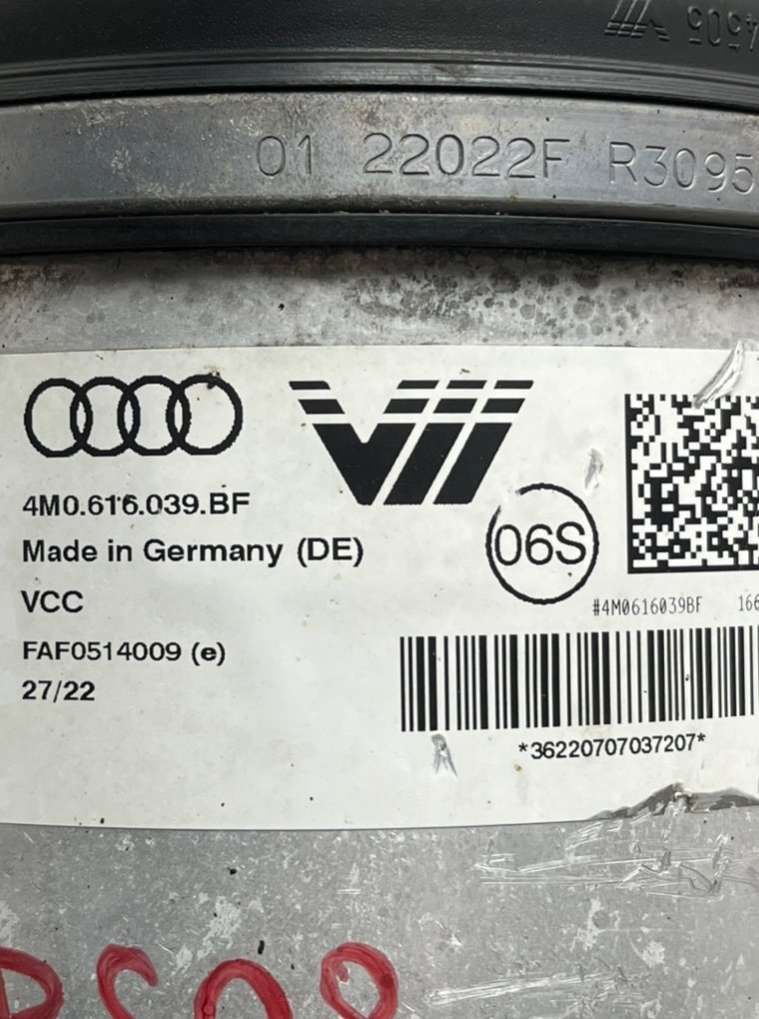 4505
01 22022F R3095
4M0.616.039.BF
Made in Germany (DE)
06S
VCC
#4M0616039BF 166
FAF0514009 (e)
27/22
*36220707037207*